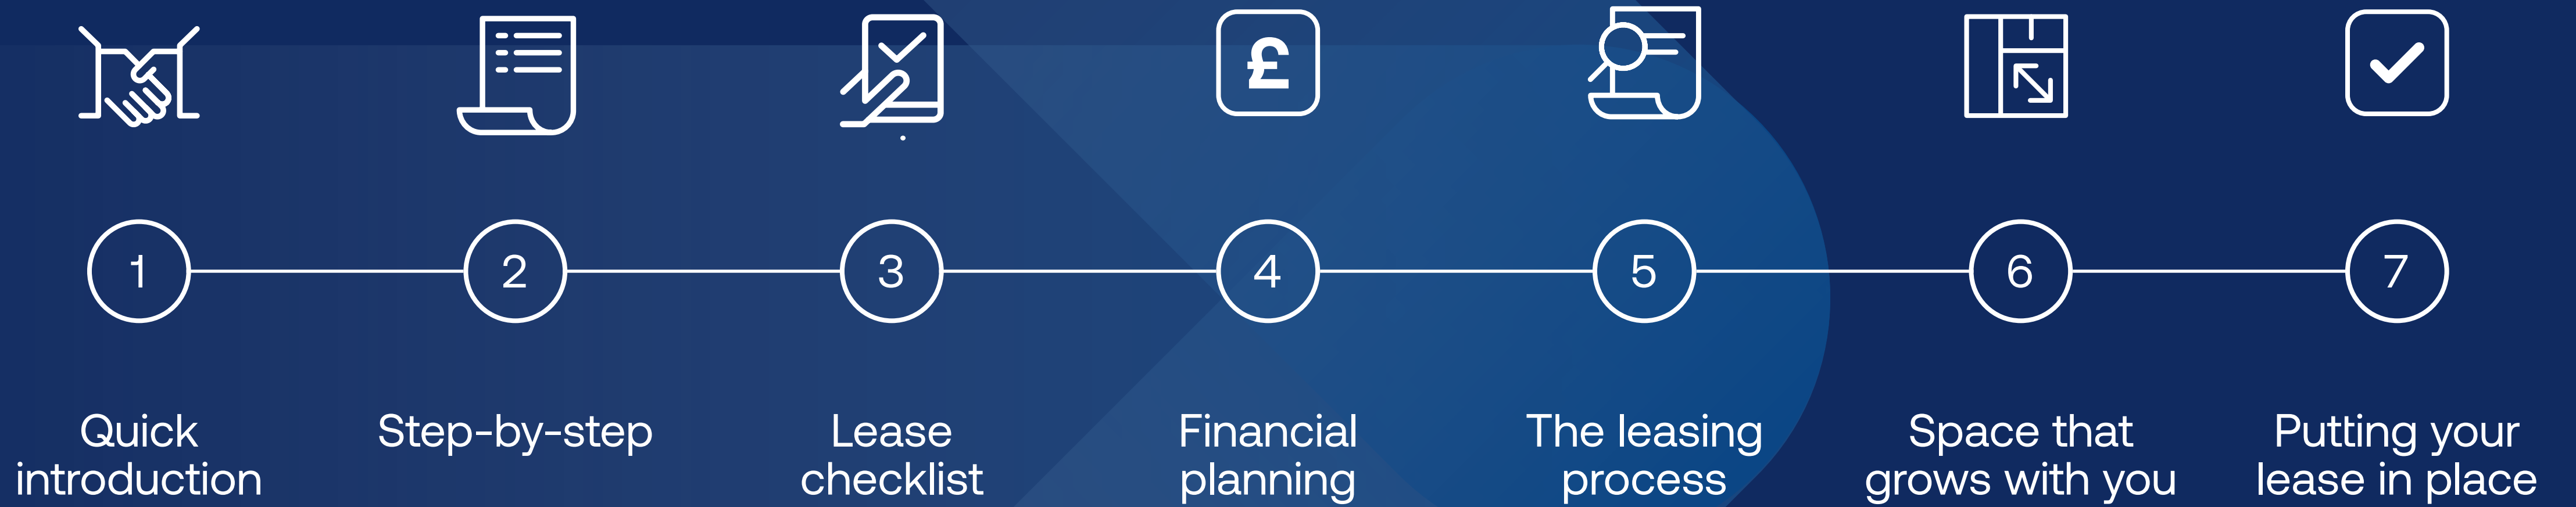 £
1
2
3
4
5
6
7
Quick
introduction
Step-by-step
Lease
checklist
Financial
planning
The leasing
process
Space that
grows with you
Putting your
lease in place